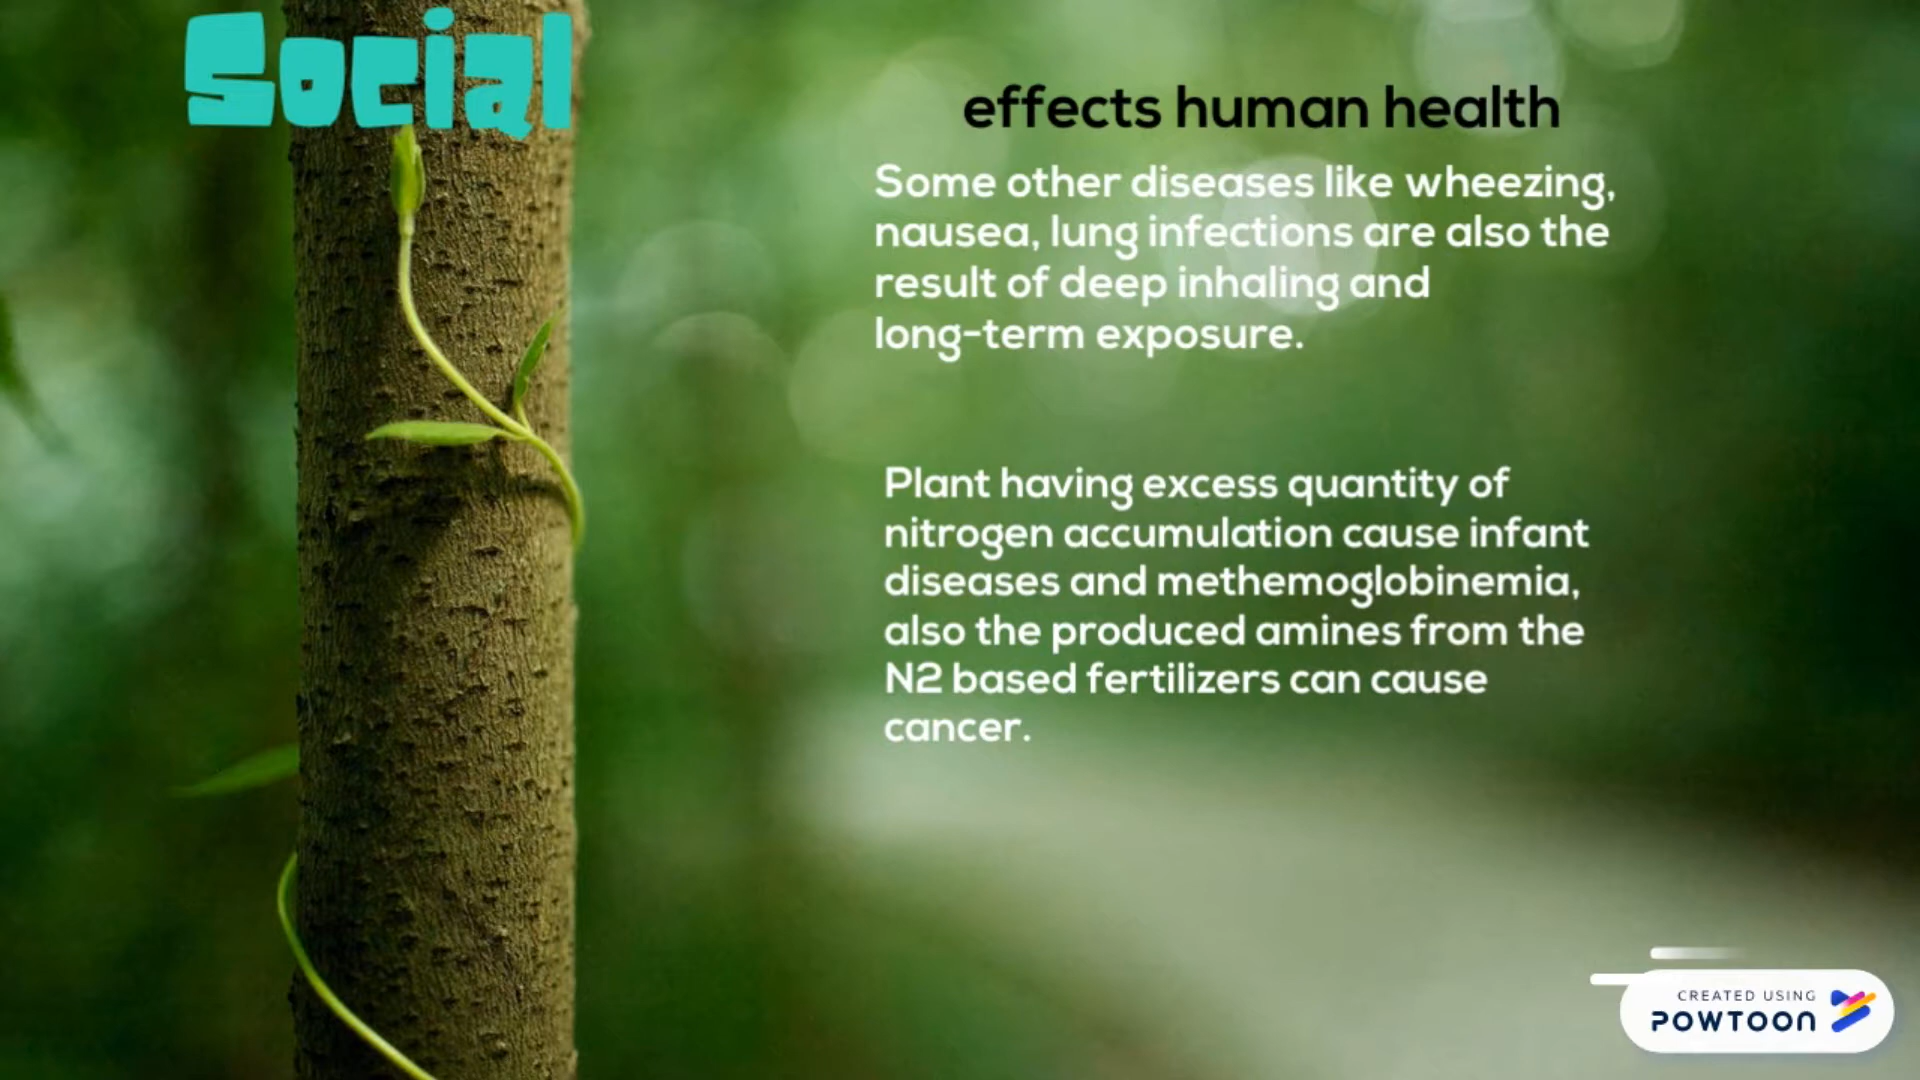 Social
effects human health
Some other diseases like wheezing,
nausea, lung infections are also the
result of deep inhaling and
long-term exposure.
Plant having excess quantity of
nitrogen accumulation cause infant
diseases and methemoglobinemia,
also the produced amines from the
N2 based fertilizers can cause
cancer.
CREATED USING
POWTOON